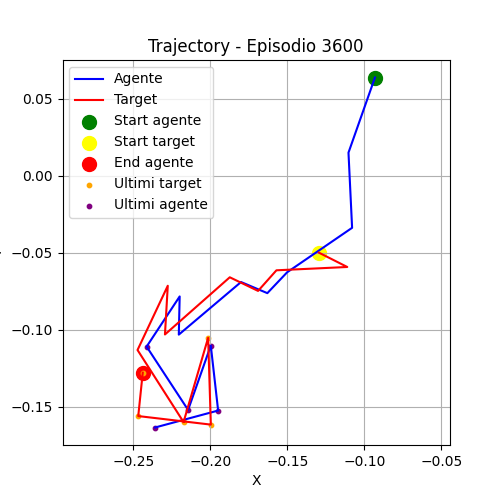 Trajectory - Episodio 3600
Agente
Target
Start agente
Start target
End agente
Ultimi target
Ultimi agente
0.05
0.00
−0.05
−0.10
−0.15
−0.25
−0.20
−0.15
−0.10
−0.05
X